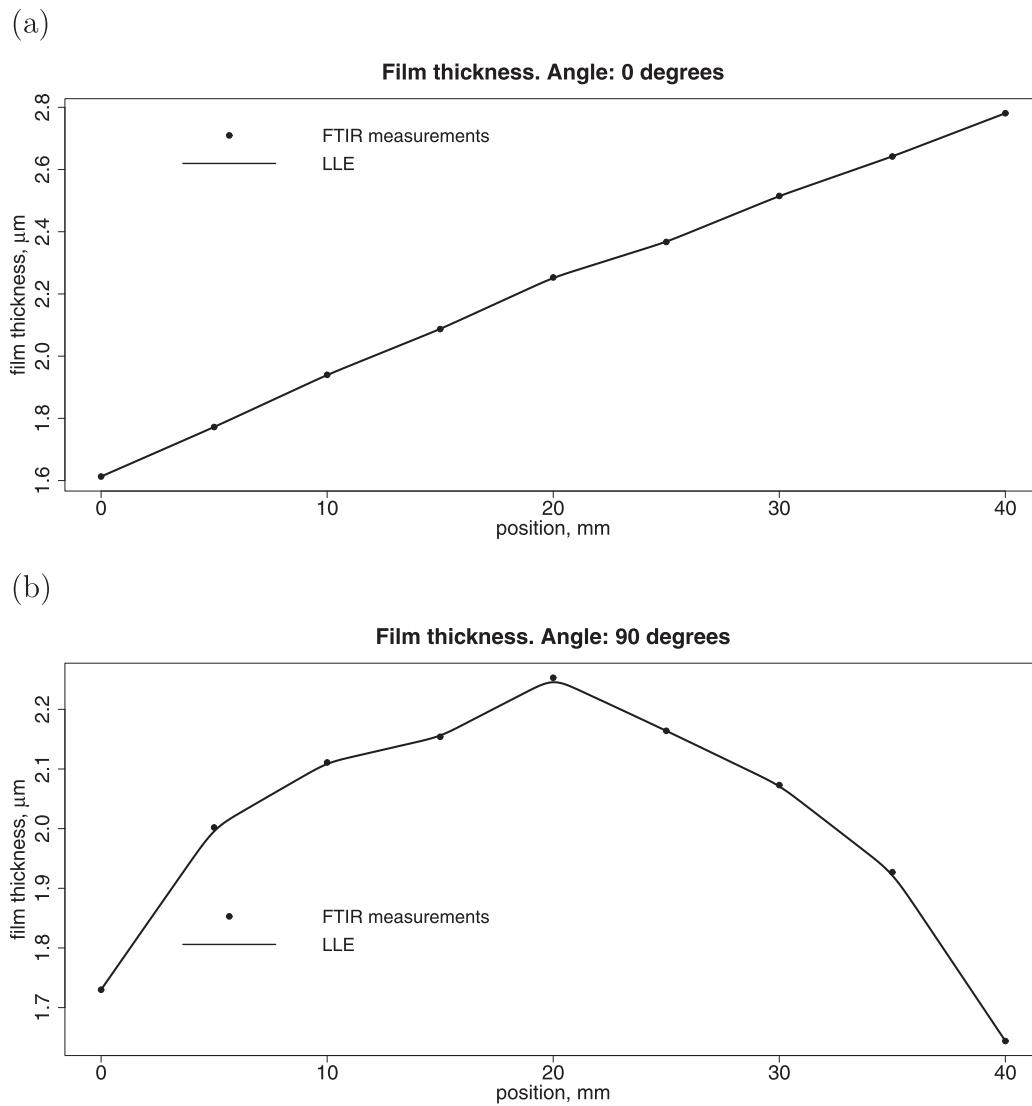 (a)
Film thickness. Angle: 0 degrees
2.8
2.6
2.4
2.2
2.0
1.8
1.6
film thickness, μm
FTIR measurements
LLE
0 10 20 30 40
position, mm
(b)
Film thickness. Angle: 90 degrees
2.2
2.1
2.0
1.9
1.8
1.7
film thickness, μm
FTIR measurements
LLE
0 10 20 30 40
position, mm